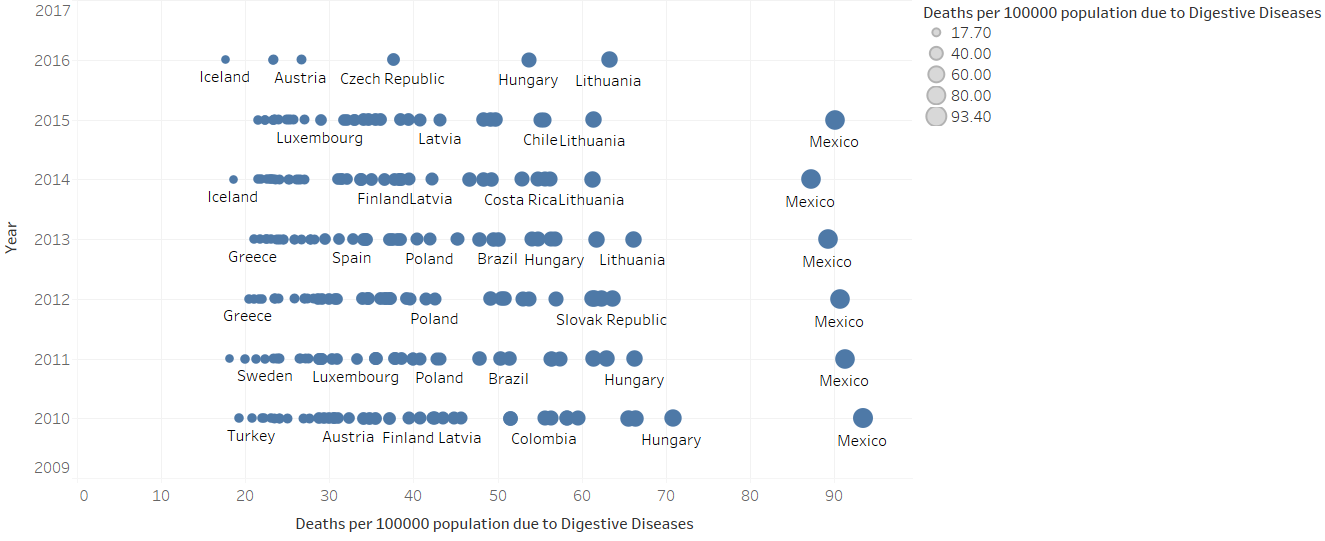 Deaths per 100000 population due to Digestive Diseases
17.70
40.00
60.00
80.00
93.40
2017
2016
Iceland Austria Czech Republic Hungary Lithuania
2015
Luxembourg Latvia Chile Lithuania Mexico
2014
Iceland Finland Latvia Costa Rica Lithuania Mexico
2013
Greece Spain Poland Brazil Hungary Lithuania Mexico
2012
Greece Poland Slovak Republic Mexico
2011
Sweden Luxembourg Poland Brazil Hungary Mexico
2010
Turkey Austria Finland Latvia Colombia Hungary Mexico
2009
Year
0 10 20 30 40 50 60 70 80 90
Deaths per 100000 population due to Digestive Diseases